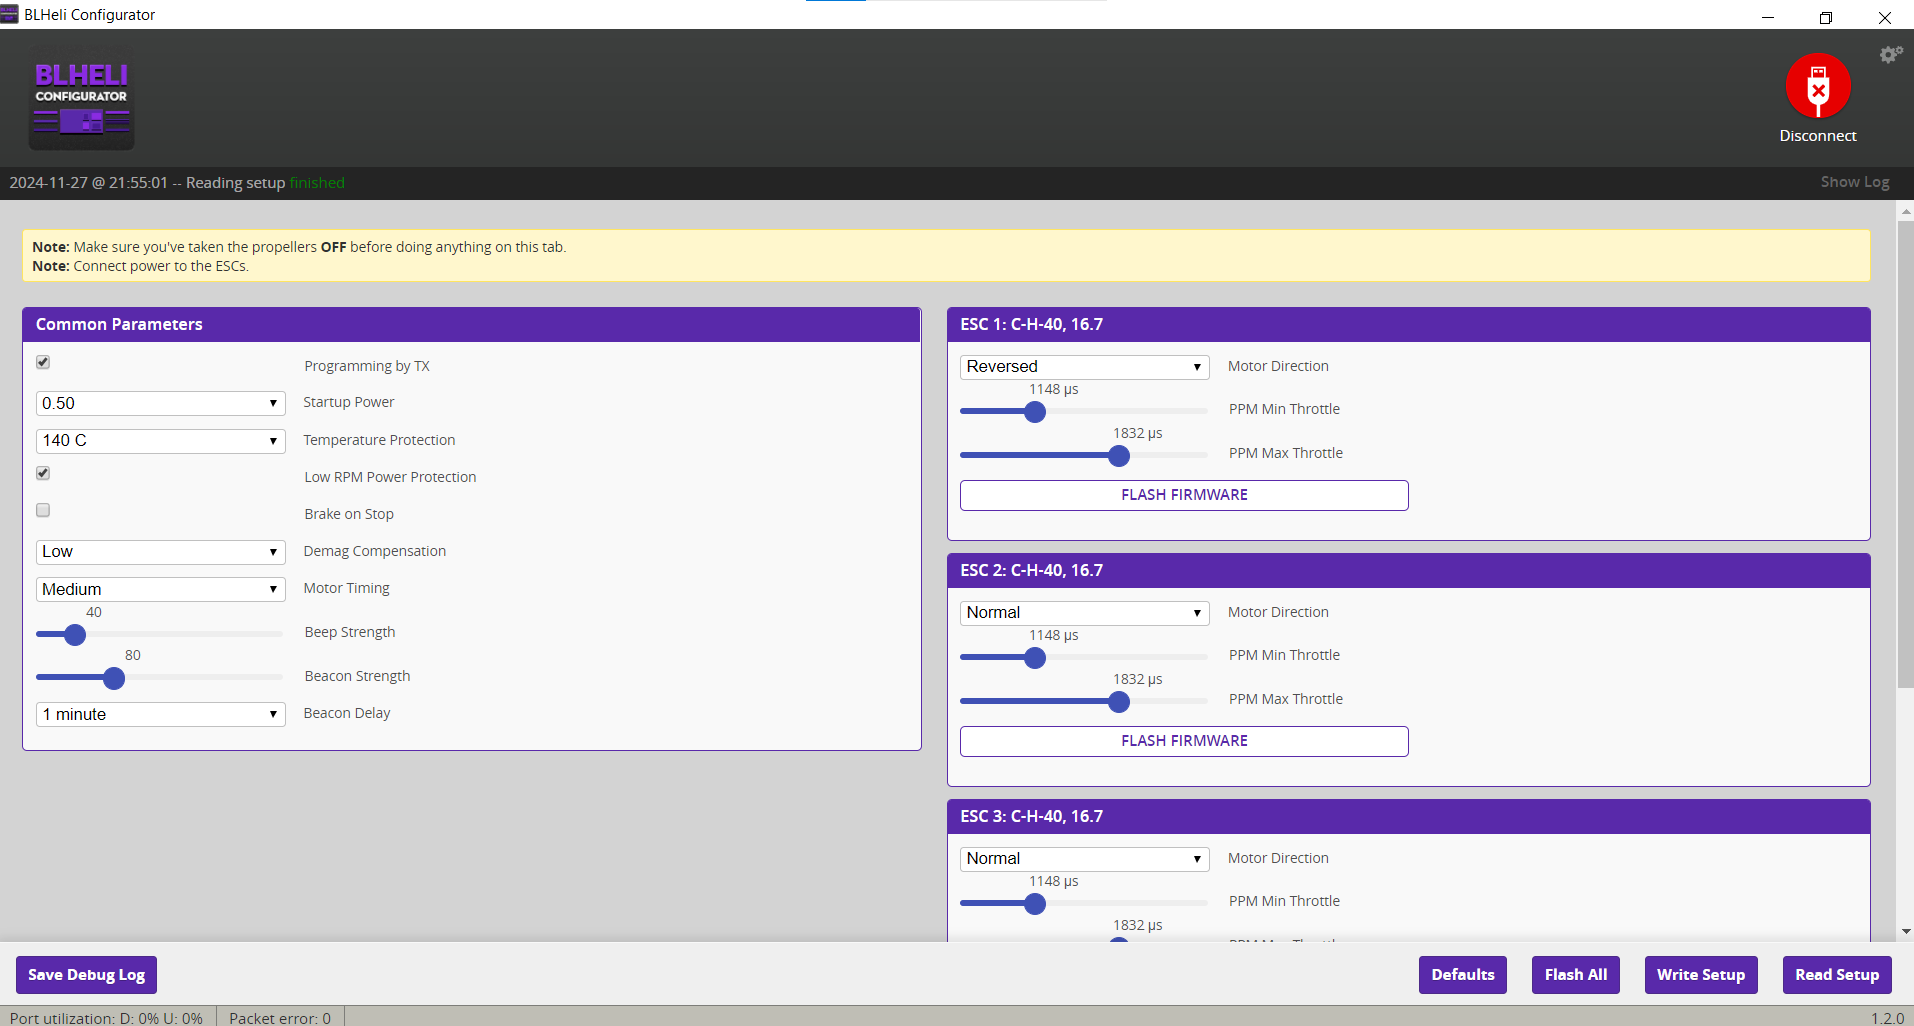 BLHeli Configurator
BLHELI
CONFIGURATOR
Disconnect
2024-11-27 @ 21:55:01 -- Reading setup finished
Show Log
Note: Make sure you've taken the propellers OFF before doing anything on this tab.
Note: Connect power to the ESCs.
Common Parameters
Programming by TX
0.50 Startup Power
140 C Temperature Protection
Low RPM Power Protection
Brake on Stop
Low Demag Compensation
Medium Motor Timing
40
Beep Strength
80
Beacon Strength
1 minute Beacon Delay
ESC 1: C-H-40, 16.7
Reversed Motor Direction
1148 µs
PPM Min Throttle
1832 µs
PPM Max Throttle
FLASH FIRMWARE
ESC 2: C-H-40, 16.7
Normal Motor Direction
1148 µs
PPM Min Throttle
1832 µs
PPM Max Throttle
FLASH FIRMWARE
ESC 3: C-H-40, 16.7
Normal Motor Direction
1148 µs
PPM Min Throttle
1832 µs
Save Debug Log
Defaults Flash All Write Setup Read Setup
Port utilization: D: 0% U: 0% Packet error: 0
1.2.0